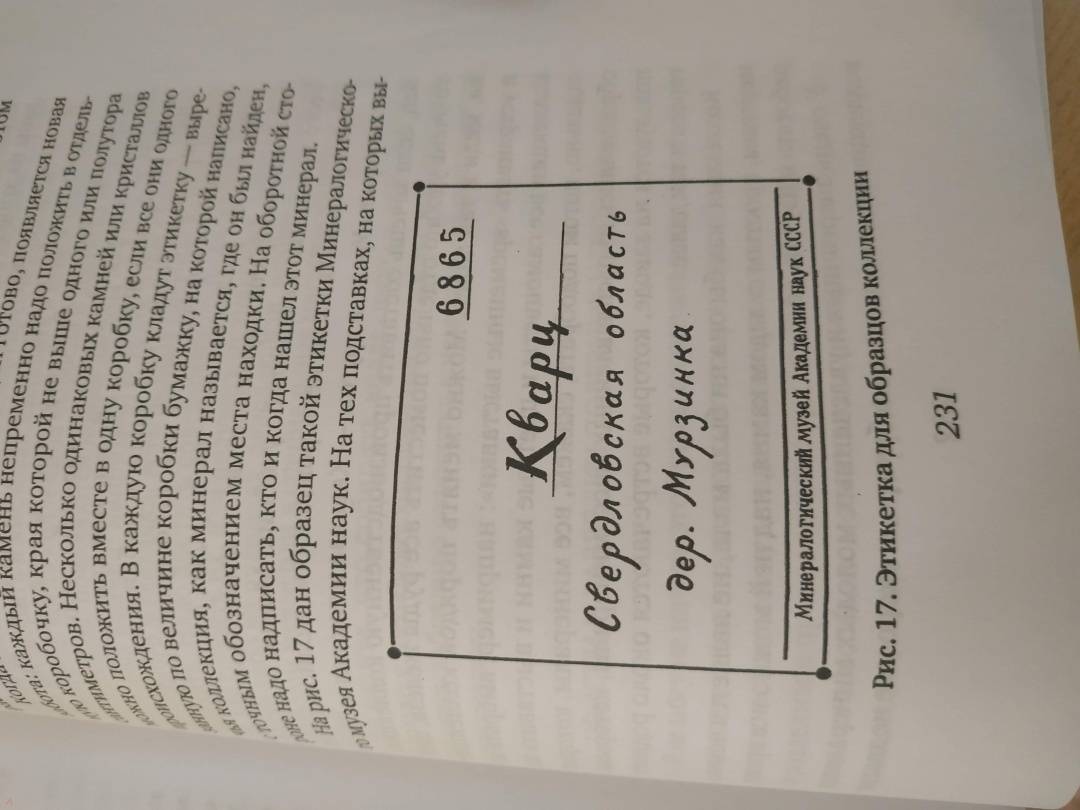 когда
каждый камень непременно надо положить в отдель-
коробочку, края которой не выше одного или полутора
Несколько одинаковых камней или кристаллов
положить вместе в одну коробку, если все они одного
В каждую коробку кладут этикетку — выре-
по величине коробки бумажку, на которой написано,
коллекция, как минерал называется, где он был найден,
с точным обозначением места находки. На оборотной сто-
роне надо надписать, кто и когда нашел этот минерал.
На рис. 17 дан образец такой этикетки Минералогическо-
го музея Академии наук. На тех подставках, на которых вы-
6865
Кварц
Свердловская область
дер. Мурзинка
Минералогический музей Академии наук СССР
Рис. 17. Этикетка для образцов коллекции
231